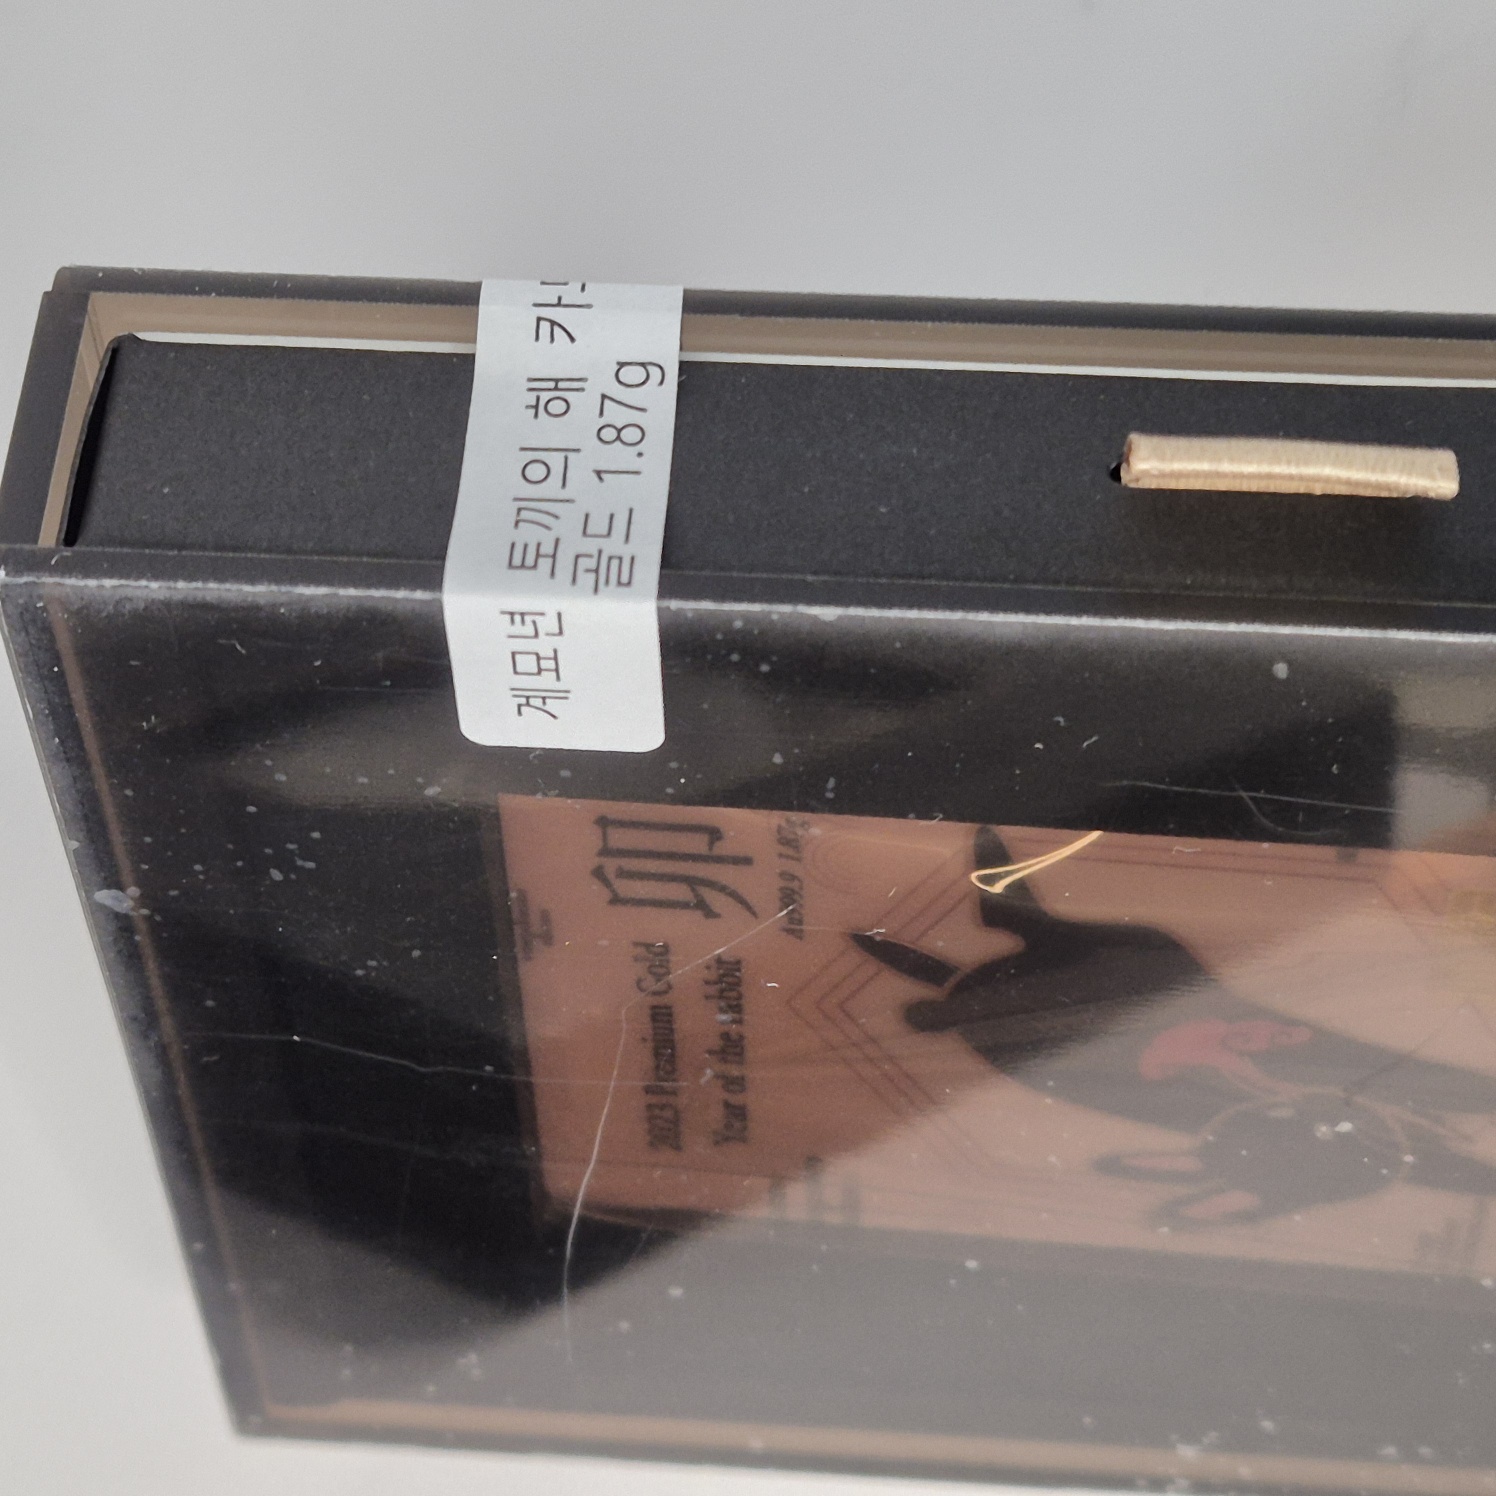 계묘년 토끼의 해 카드
골드 1.87g
卯
2023 Premium Gold
Year of the rabbit
Au999.9 1.87g